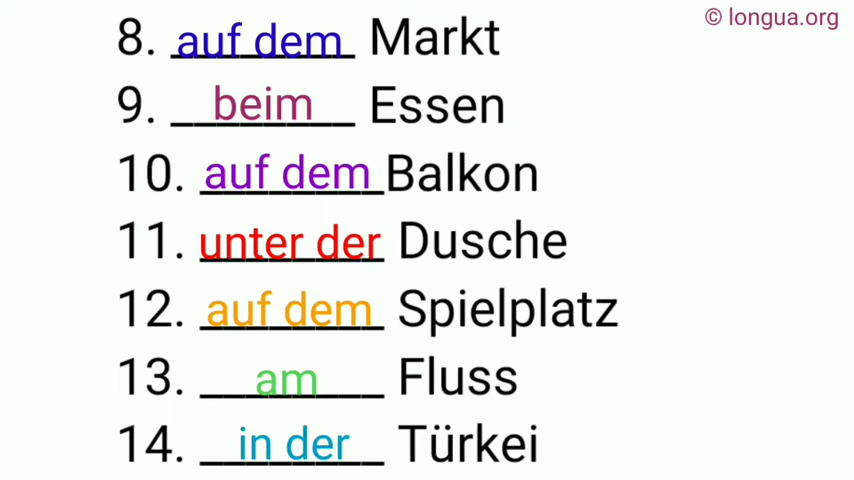 © longua.org
8. auf dem Markt
9. beim Essen
10. auf dem Balkon
11. unter der Dusche
12. auf dem Spielplatz
13. am Fluss
14. in der Türkei